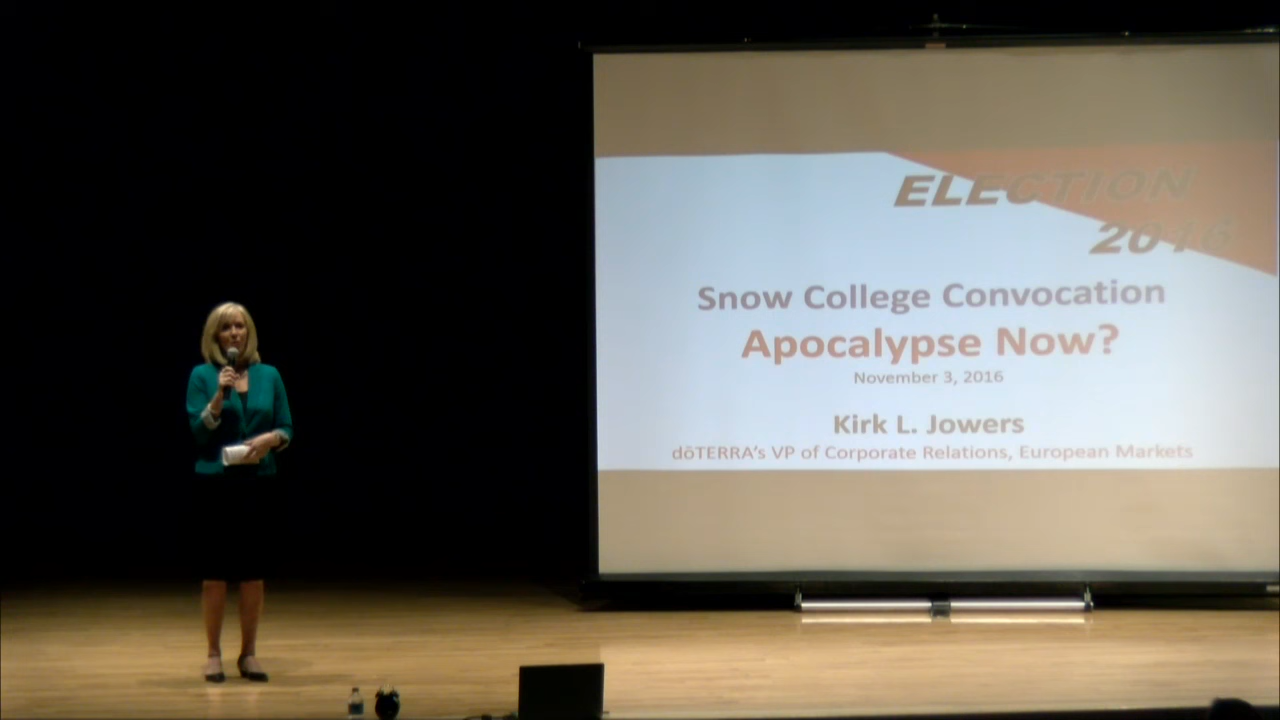 ELECTION
2016
Snow College Convocation
Apocalypse Now?
November 3, 2016
Kirk L. Jowers
dōTERRA's VP of Corporate Relations, European Markets